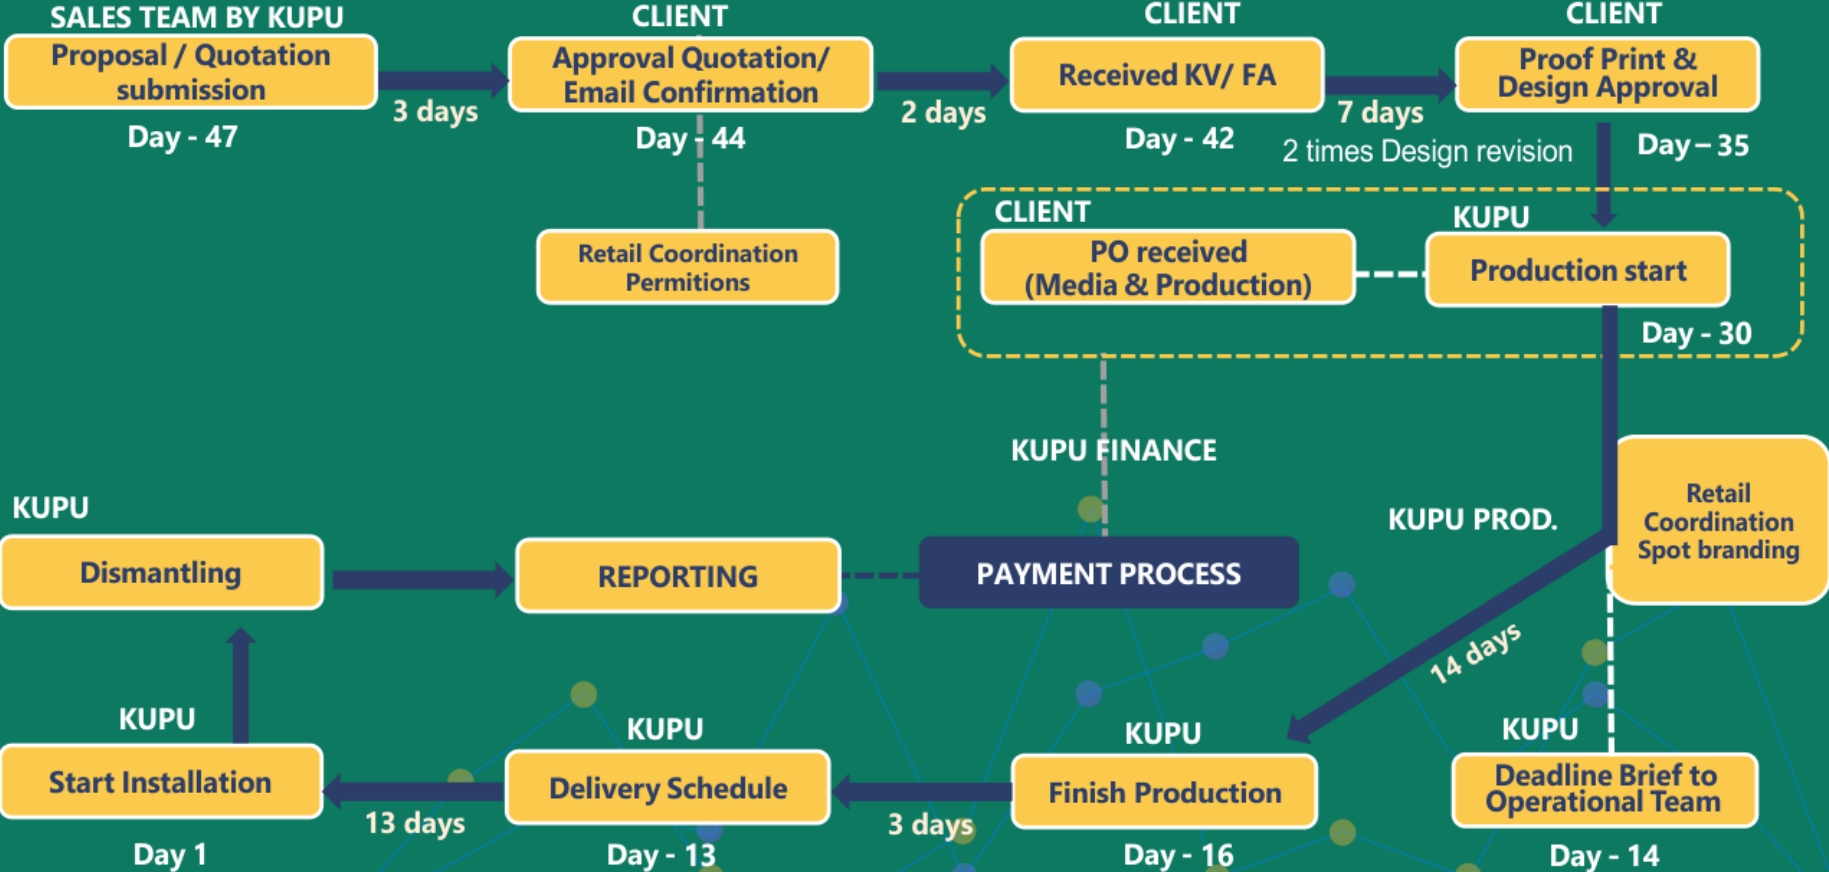 SALES TEAM BY KUPU
Proposal / Quotation
submission
Day - 47
3 days
CLIENT
Approval Quotation/
Email Confirmation
Day - 44
2 days
CLIENT
Received KV/ FA
Day - 42
7 days
2 times Design revision
CLIENT
Proof Print &
Design Approval
Day – 35
Retail Coordination
Permitions
CLIENT
PO received
(Media & Production)
KUPU
Production start
Day - 30
KUPU FINANCE
KUPU PROD.
Retail
Coordination
Spot branding
KUPU
Dismantling
REPORTING
PAYMENT PROCESS
14 days
KUPU
Start Installation
Day 1
13 days
KUPU
Delivery Schedule
Day - 13
3 days
KUPU
Finish Production
Day - 16
KUPU
Deadline Brief to
Operational Team
Day - 14